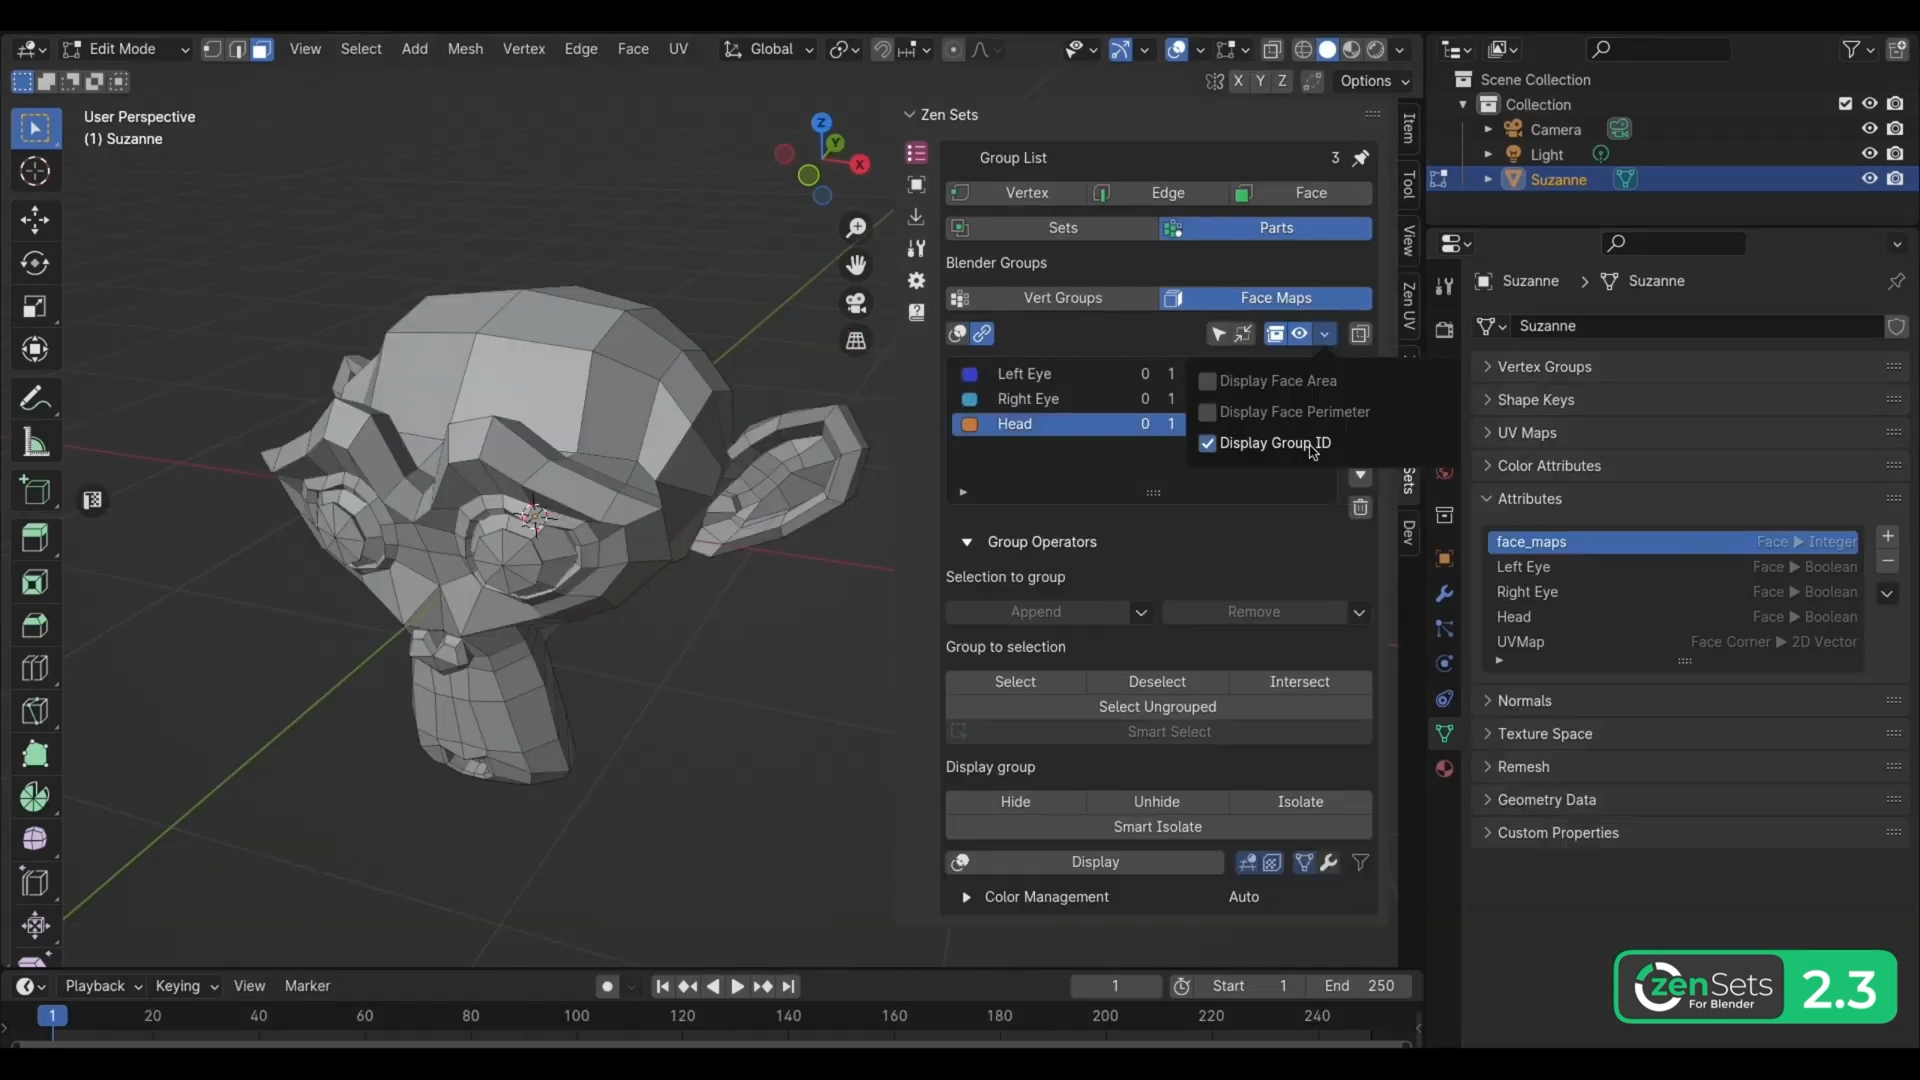 Edit Mode
View Select Add Mesh Vertex Edge Face UV
Global
X Y Z
Options
User Perspective
(1) Suzanne
Z
Y
X
Zen Sets
Group List 3
Vertex Edge Face
Sets Parts
Blender Groups
Vert Groups Face Maps
Left Eye 0 1
Right Eye 0 1
Head 0 1
Display Face Area
Display Face Perimeter
Display Group ID
Group Operators
Selection to group
Append Remove
Group to selection
Select Deselect Intersect
Select Ungrouped
Smart Select
Display group
Hide Unhide Isolate
Smart Isolate
Display
Color Management Auto
Item
Tool
View
Zen UV
Sets
Dev
Scene Collection
Collection
Camera
Light
Suzanne
Suzanne Suzanne
Suzanne
Vertex Groups
Shape Keys
UV Maps
Color Attributes
Attributes
face_maps Face ▶ Integer
Left Eye Face ▶ Boolean
Right Eye Face ▶ Boolean
Head Face ▶ Boolean
UVMap Face Corner ▶ 2D Vector
Normals
Texture Space
Remesh
Geometry Data
Custom Properties
Playback Keying View Marker
1 Start 1 End 250
1 20 40 60 80 100 120 140 160 180 200 220 240
zenSets
For Blender
2.3